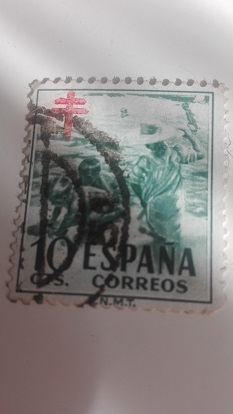 10 ESPAÑA
CTS. CORREOS
F.N.M.T.